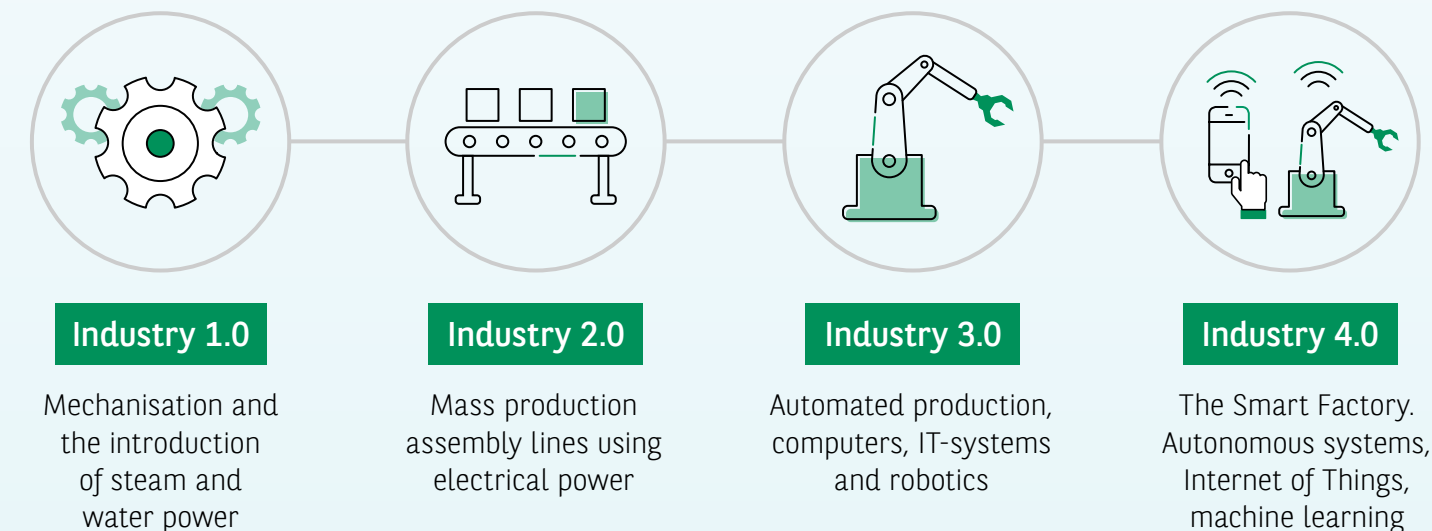 Industry 1.0
Mechanisation and
the introduction
of steam and
water power
Industry 2.0
Mass production
assembly lines using
electrical power
Industry 3.0
Automated production,
computers, IT-systems
and robotics
Industry 4.0
The Smart Factory.
Autonomous systems,
Internet of Things,
machine learning